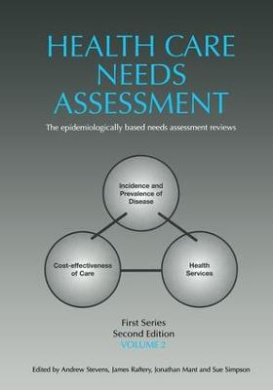 HEALTH CARE
NEEDS
ASSESSMENT
The epidemiologically based needs assessment reviews
Incidence and
Prevalence of
Disease
Cost-effectiveness
of Care
Health
Services
First Series
Second Edition
VOLUME 2
Edited by Andrew Stevens, James Raftery, Jonathan Mant and Sue Simpson